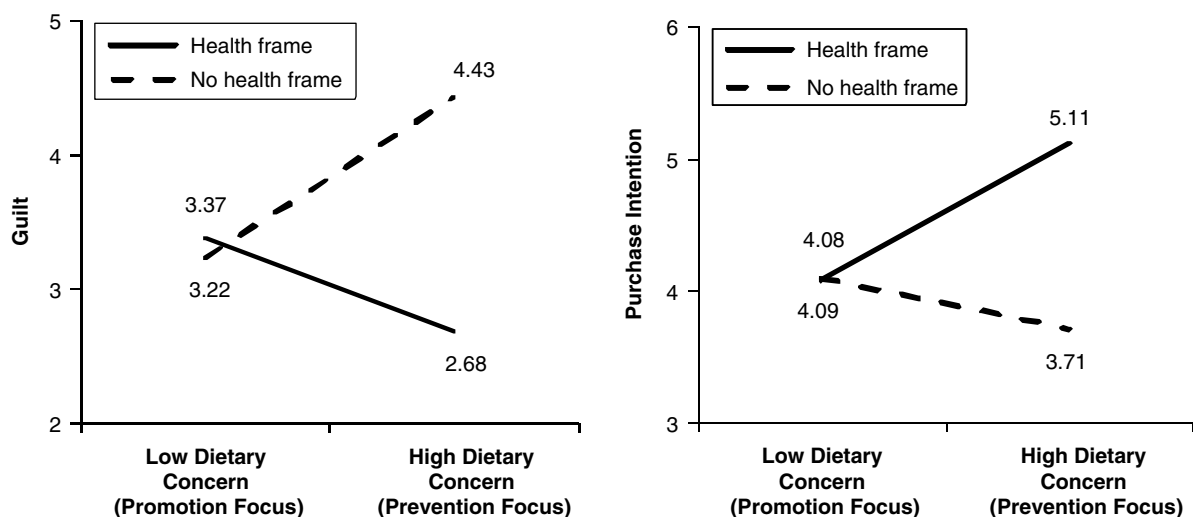 5
Health frame
No health frame
4.43
4
3.37
Guilt
3
3.22
2.68
2
Low Dietary
Concern
(Promotion Focus)
High Dietary
Concern
(Prevention Focus)
6
Health frame
No health frame
5.11
5
Purchase Intention
4.08
4
4.09
3.71
3
Low Dietary
Concern
(Promotion Focus)
High Dietary
Concern
(Prevention Focus)